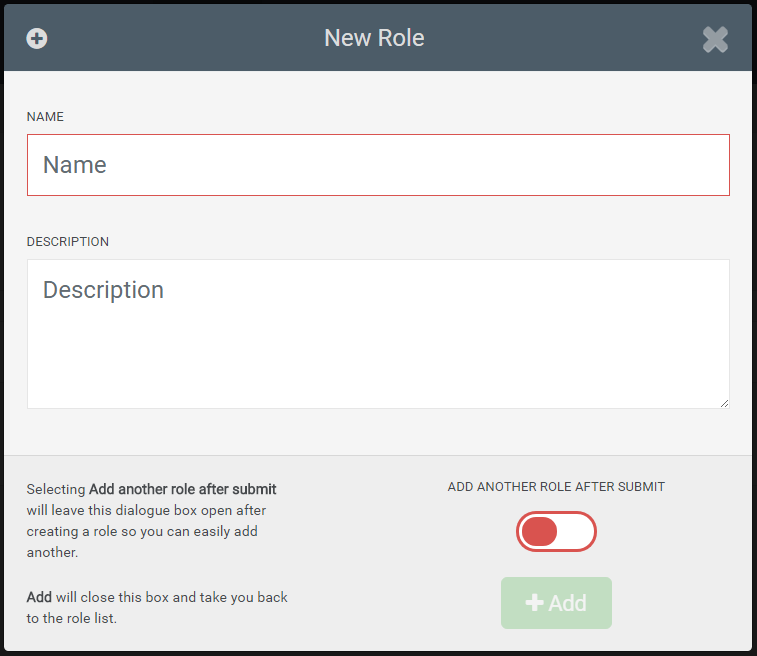 New Role
NAME
Name
DESCRIPTION
Description
Selecting Add another role after submit
will leave this dialogue box open after
creating a role so you can easily add
another.
Add will close this box and take you back
to the role list.
ADD ANOTHER ROLE AFTER SUBMIT
Add